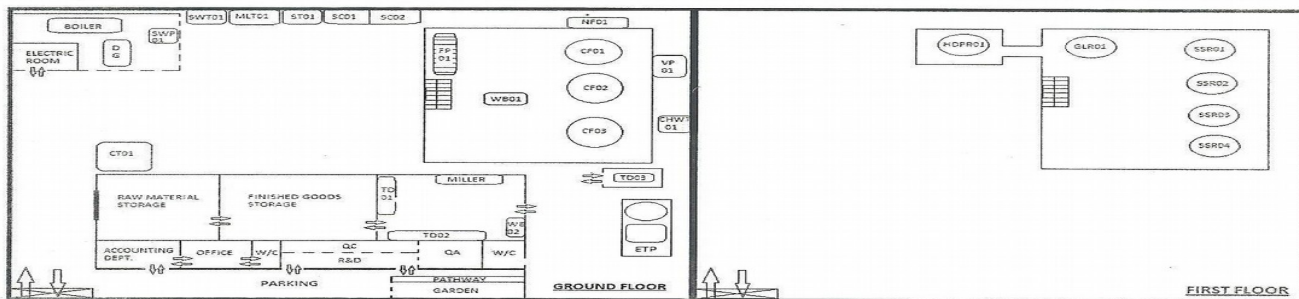 BOILER
SWP
01
D
G
ELECTRIC
ROOM
SWT01
MLT01
ST01
SC01
SC02
NF01
FP
01
CF01
VP
01
WB01
CF02
CF03
CHWT
01
CT01
RAW MATERIAL
STORAGE
FINISHED GOODS
STORAGE
TD
01
MILLER
TD03
WB
02
TD02
ACCOUNTING
DEPT.
OFFICE
W/C
QC
R&D
QA
W/C
ETP
PARKING
PATHWAY
GARDEN
GROUND FLOOR
HDPR01
GLR01
SSR01
SSR02
SSR03
SSR04
FIRST FLOOR